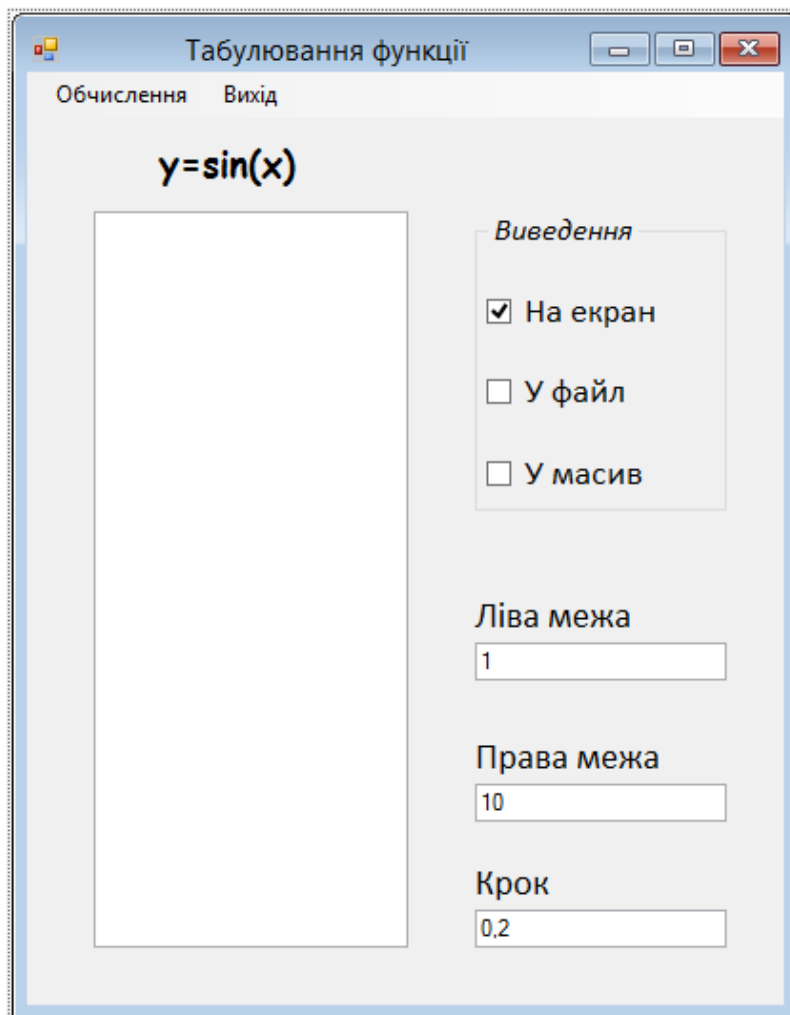 Табулювання функції
Обчислення Вихід
y=sin(x)
Виведення
На екран
У файл
У масив
Ліва межа
1
Права межа
10
Крок
0,2